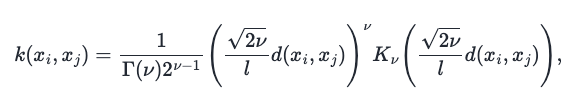 k(x_i, x_j) = \frac{1}{\Gamma(\nu)2^{\nu-1}} \left( \frac{\sqrt{2\nu}}{l} d(x_i, x_j) \right)^\nu K_\nu \left( \frac{\sqrt{2\nu}}{l} d(x_i, x_j) \right),